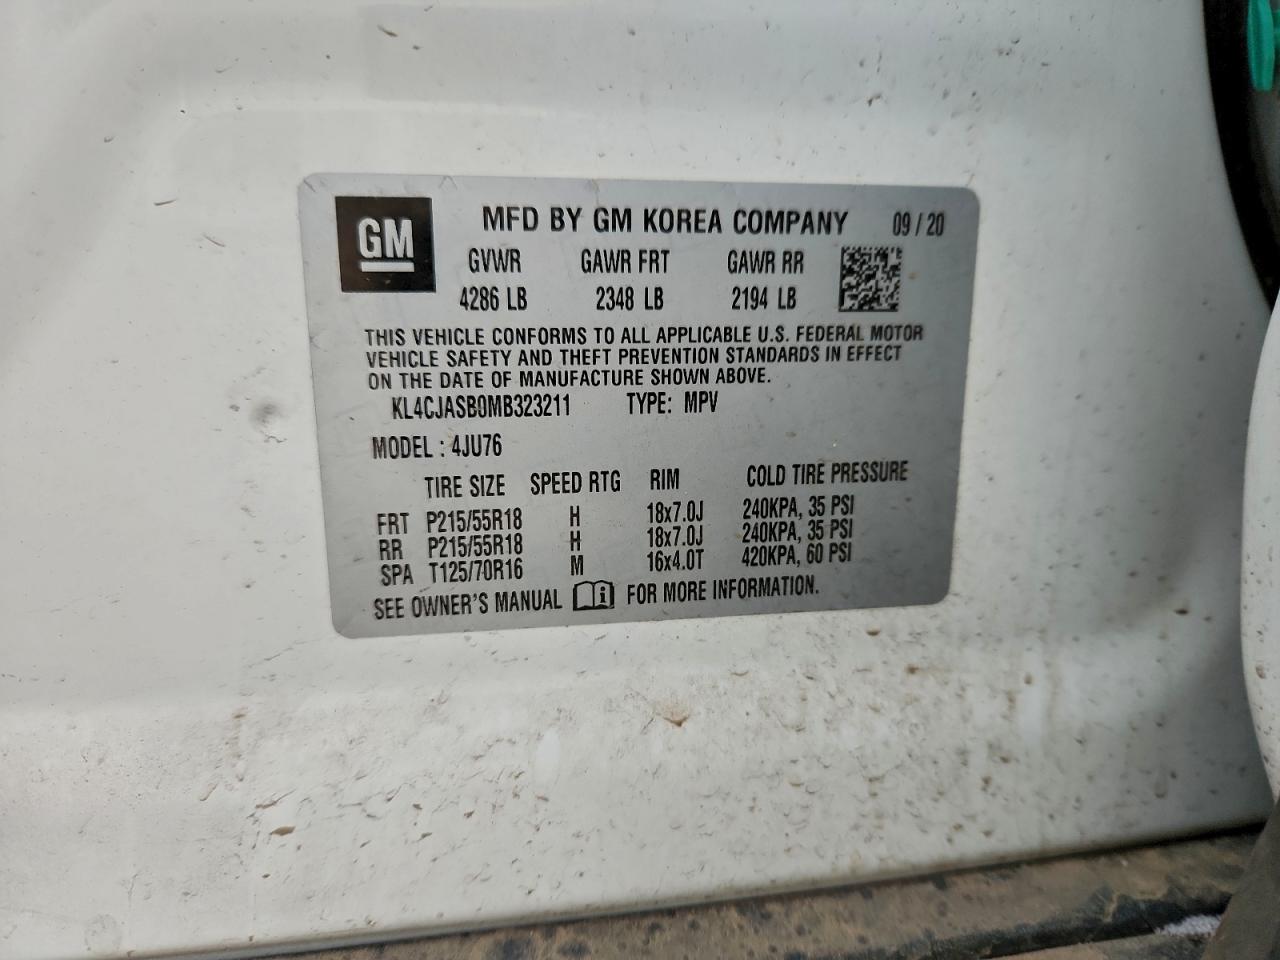 GM MFD BY GM KOREA COMPANY 09 / 20
GVWR GAWR FRT GAWR RR
4286 LB 2348 LB 2194 LB
THIS VEHICLE CONFORMS TO ALL APPLICABLE U.S. FEDERAL MOTOR
VEHICLE SAFETY AND THEFT PREVENTION STANDARDS IN EFFECT
ON THE DATE OF MANUFACTURE SHOWN ABOVE.
KL4CJASB0MB323211 TYPE: MPV
MODEL : 4JU76
TIRE SIZE SPEED RTG RIM COLD TIRE PRESSURE
FRT P215/55R18 H 18x7.0J 240KPA, 35 PSI
RR P215/55R18 H 18x7.0J 240KPA, 35 PSI
SPA T125/70R16 M 16x4.0T 420KPA, 60 PSI
SEE OWNER'S MANUAL i FOR MORE INFORMATION.